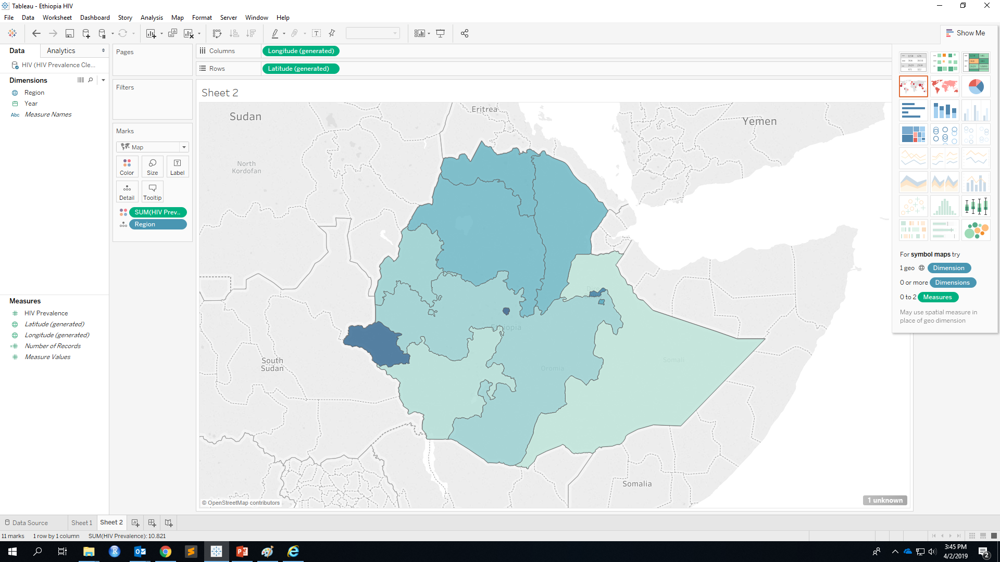 Tableau - Ethiopia HIV
File Data Worksheet Dashboard Story Analysis Map Format Server Window Help
Show Me
Data
Analytics
HIV (HIV Prevalence Cle...
Dimensions
Region
Year
Abc Measure Names
Measures
HIV Prevalence
Latitude (generated)
Longitude (generated)
Number of Records
Measure Values
Pages
Filters
Marks
Map
Color
Size
Label
Detail
Tooltip
SUM(HIV Prev..
Region
Columns
Longitude (generated)
Rows
Latitude (generated)
Sheet 2
Sudan
Eritrea
Yemen
North
Kordofan
Ethiopia
South
Sudan
Somali
Oromia
Somalia
© OpenStreetMap contributors
1 unknown
For symbol maps try
1 geo Dimension
0 or more Dimensions
0 to 2 Measures
May use spatial measure in
place of geo dimension
Data Source
Sheet 1
Sheet 2
11 marks
1 row by 1 column
SUM(HIV Prevalence): 10.821
3:45 PM
4/2/2019
2